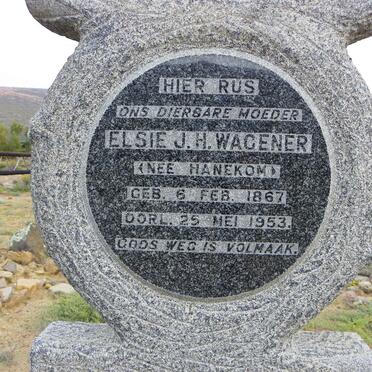 HIER RUS
ONS DIERBARE MOEDER
ELSIE J. H. WAGENER
(NEE HANEKOM)
GEB. 6 FEB. 1867
OORL. 25 MEI 1953.
GODS WEG IS VOLMAAK.